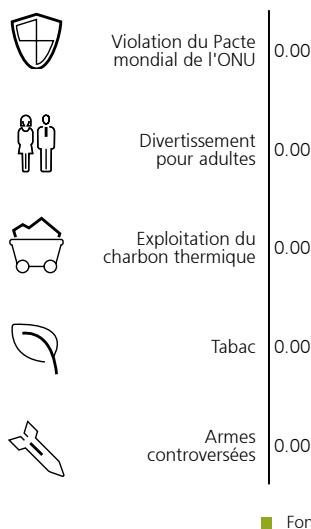 Violation du Pacte
mondial de l'ONU
0.00
Divertissement
pour adultes
0.00
Exploitation du
charbon thermique
0.00
Tabac
0.00
Armes
controversées
0.00